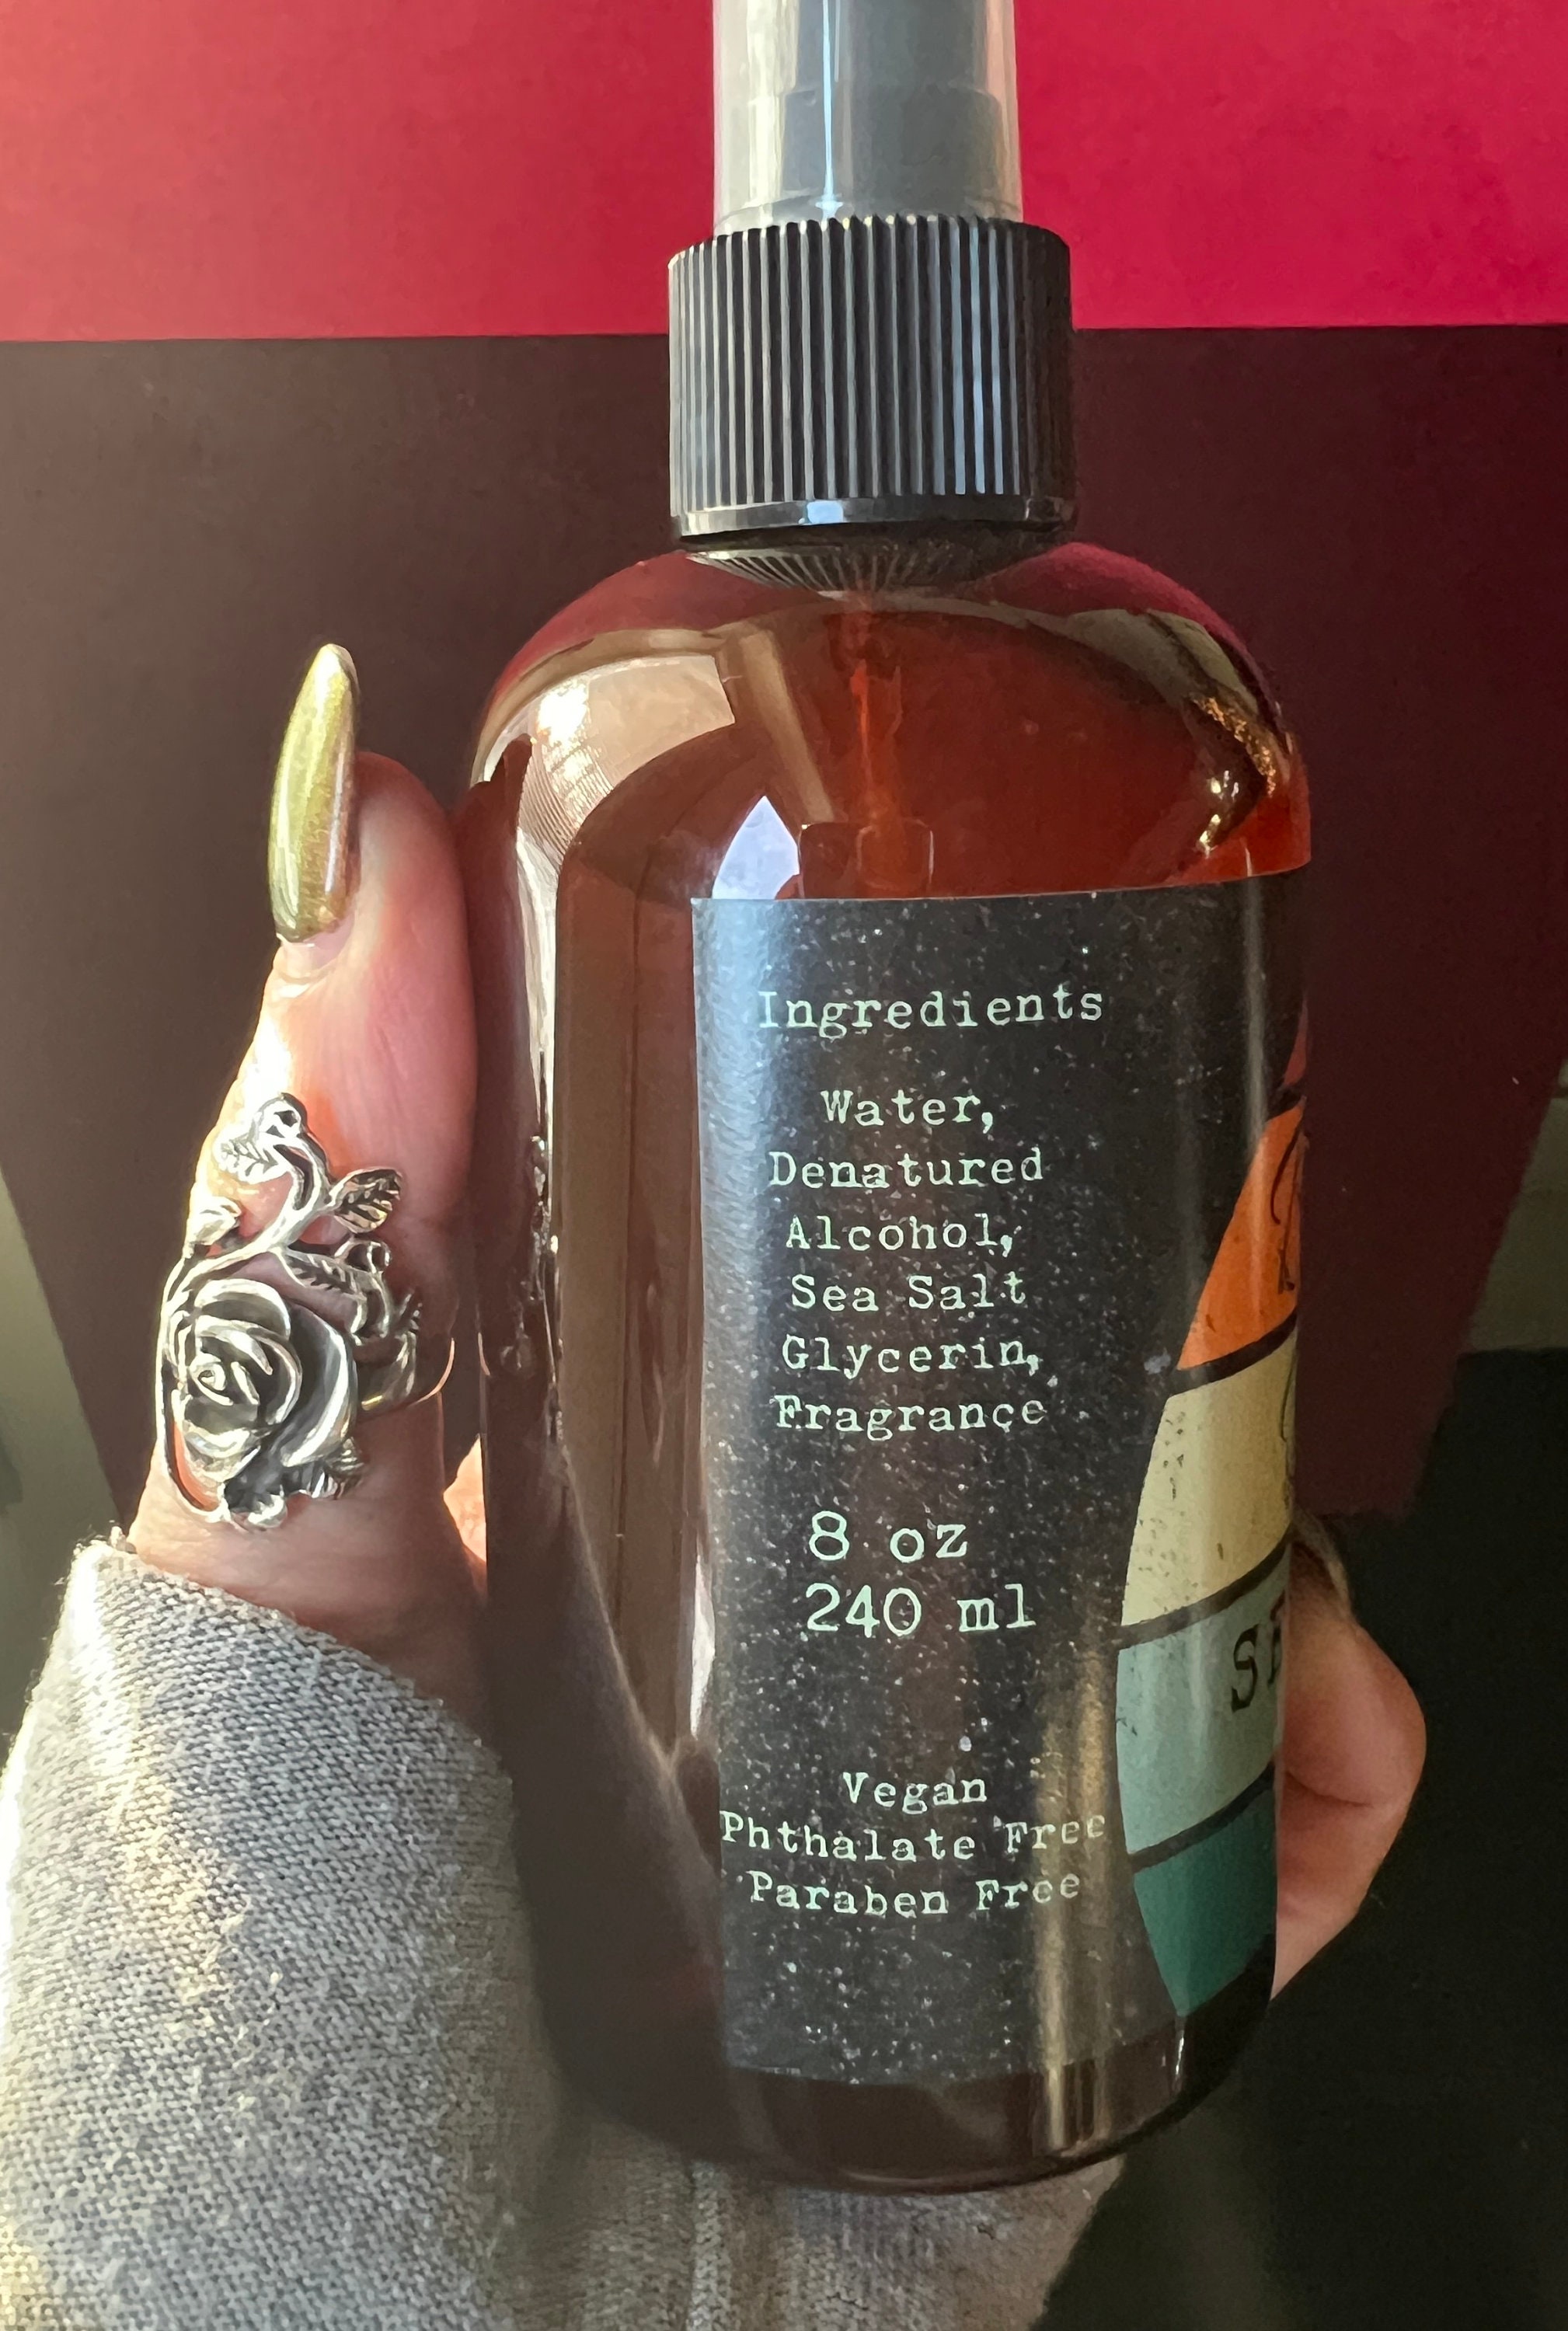 Ingredients
Water,
Denatured
Alcohol,
Sea Salt
Glycerin,
Fragrance
8 oz
240 ml
Vegan
Phthalate Free
Paraben Free